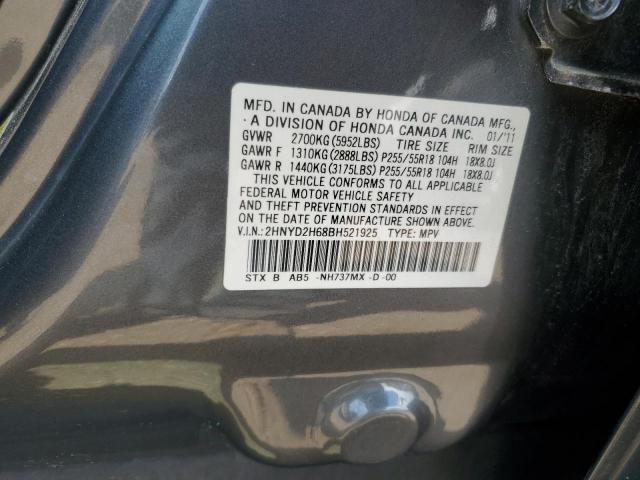 MFD. IN CANADA BY HONDA OF CANADA MFG.,
A DIVISION OF HONDA CANADA INC. 01/'11
GVWR 2700KG (5952LBS) TIRE SIZE RIM SIZE
GAWR F 1310KG (2888LBS) P255/55R18 104H 18X8.0J
GAWR R 1440KG (3175LBS) P255/55R18 104H 18X8.0J
THIS VEHICLE CONFORMS TO ALL APPLICABLE
FEDERAL MOTOR VEHICLE SAFETY
AND THEFT PREVENTION STANDARDS IN EFFECT
ON THE DATE OF MANUFACTURE SHOWN ABOVE.
V.I.N.: 2HNYD2H68BH521925 TYPE: MPV
STX B AB5 -NH737MX -D -00